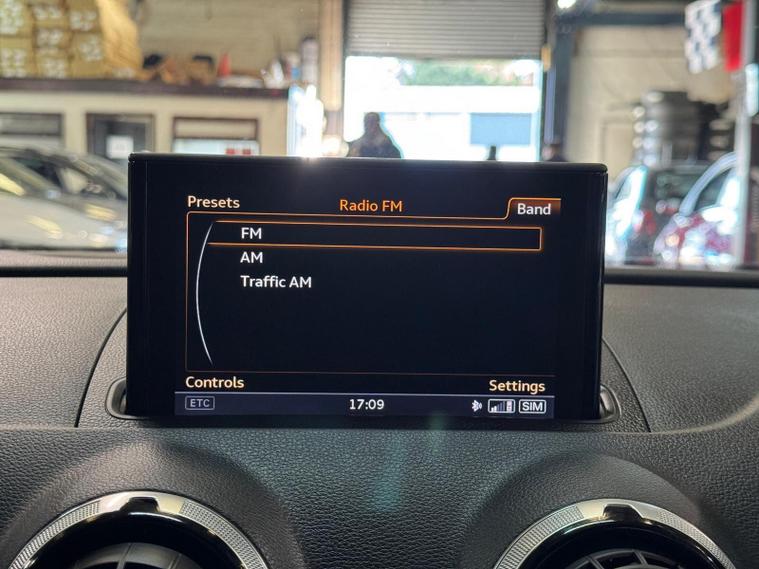 Presets Radio FM Band
FM
AM
Traffic AM
Controls Settings
ETC 17:09 SIM